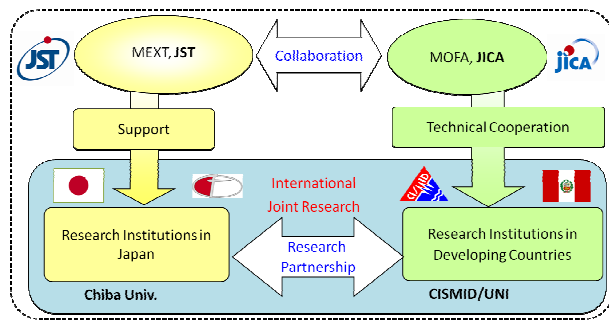 JST
MEXT, JST
Collaboration
MOFA, JICA
JICA
Support
Technical Cooperation
International
Joint Research
CISMID
Research Institutions in
Japan
Research
Partnership
Research Institutions in
Developing Countries
Chiba Univ.
CISMID/UNI